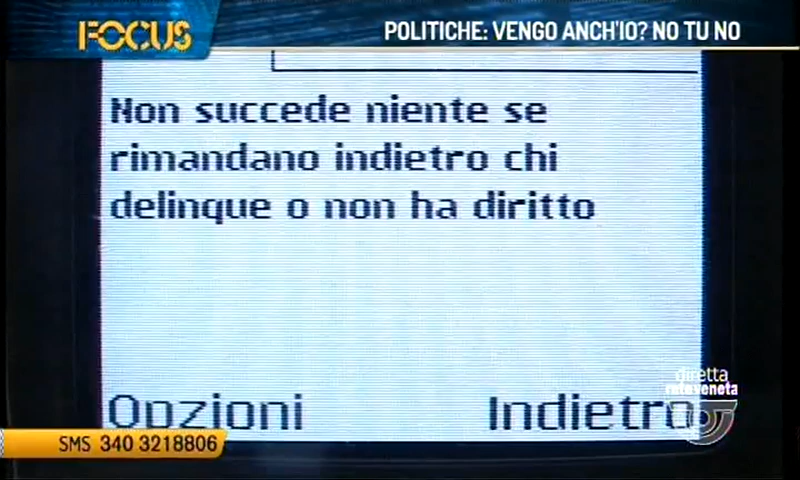 FOCUS
POLITICHE: VENGO ANCH'IO? NO TU NO
Non succede niente se
rimandano indietro chi
delinque o non ha diritto
Opzioni
Indietro
diretta
reteveneta
SMS 340 3218806